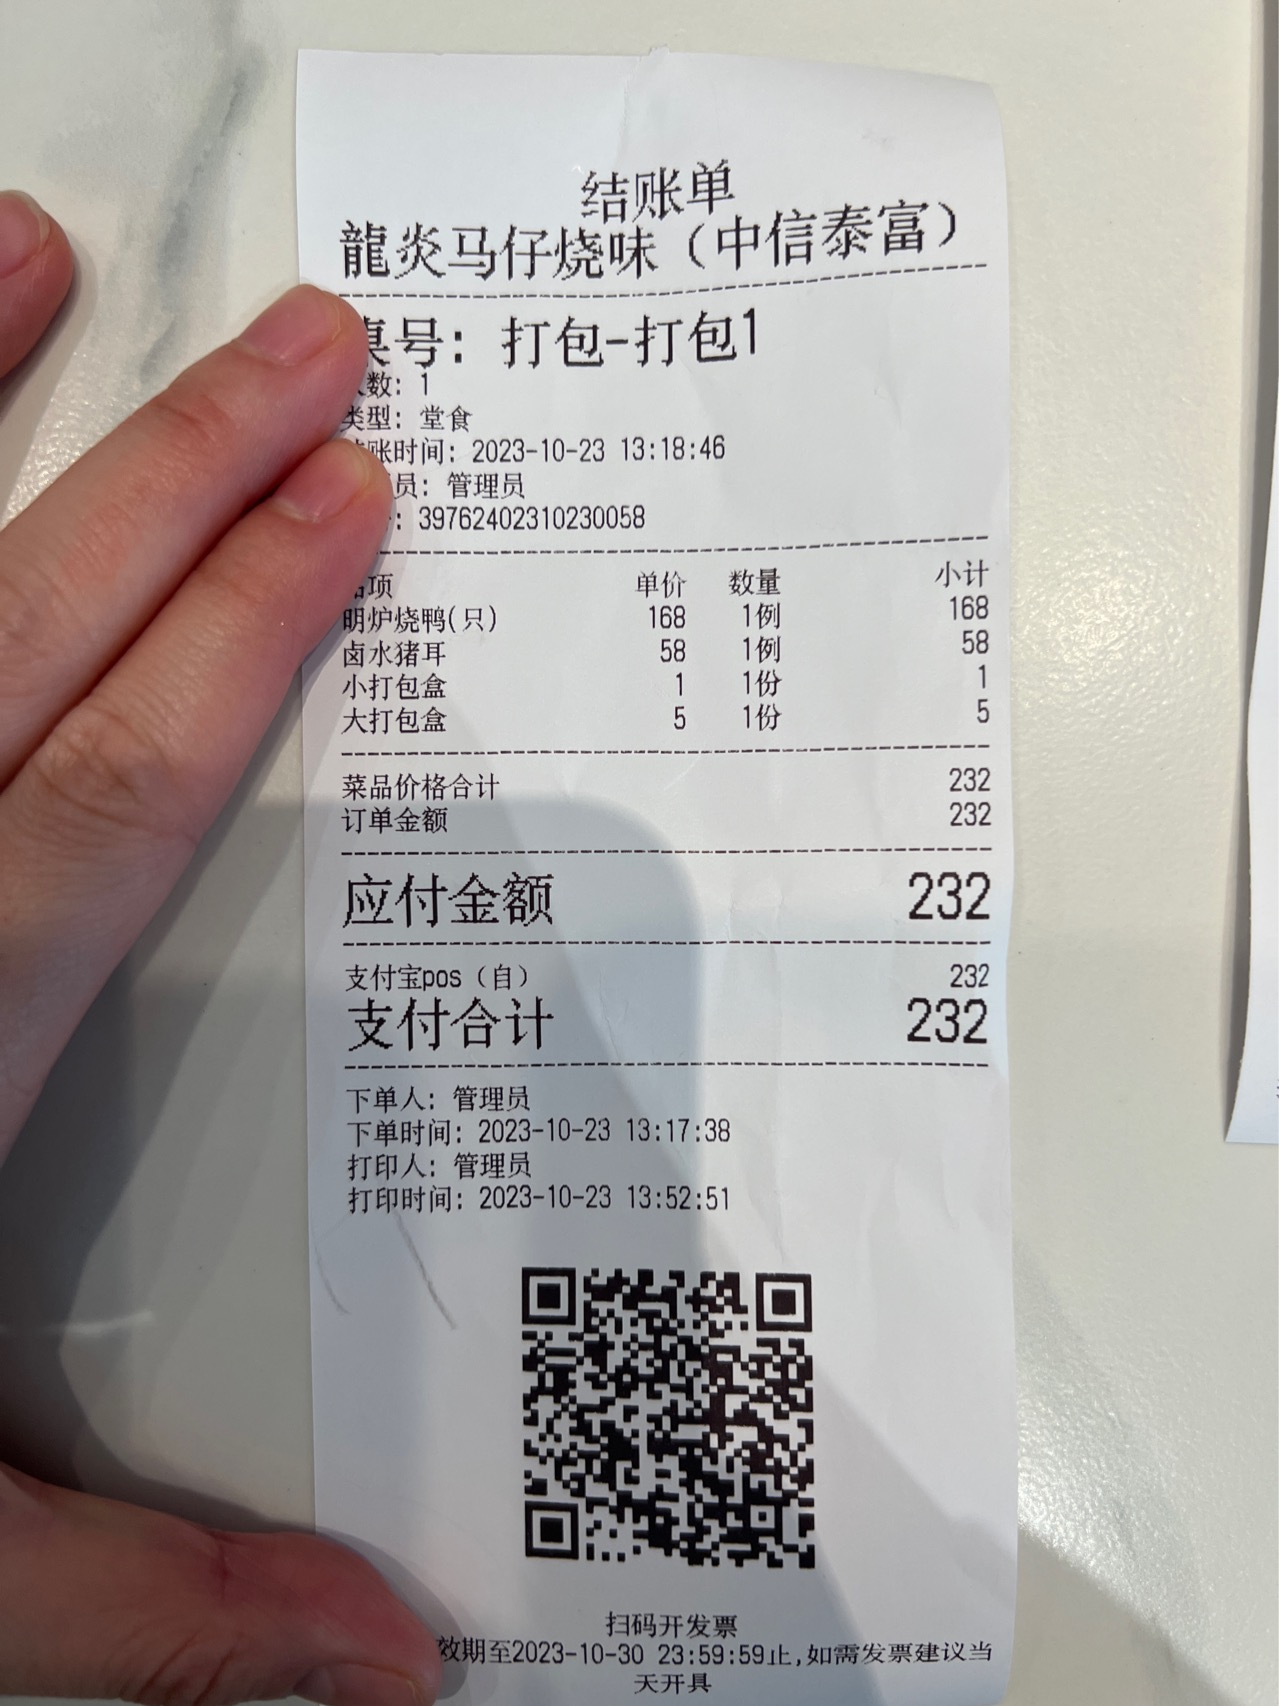 结账单
龍炎马仔烧味（中信泰富）
桌号：打包-打包1
数：1
类型：堂食
账时间：2023-10-23 13:18:46
员：管理员
：39762402310230058
项 单价 数量 小计
明炉烧鸭(只) 168 1例 168
卤水猪耳 58 1例 58
小打包盒 1 1份 1
大打包盒 5 1份 5
菜品价格合计 232
订单金额 232
应付金额 232
支付宝pos（自） 232
支付合计 232
下单人：管理员
下单时间：2023-10-23 13:17:38
打印人：管理员
打印时间：2023-10-23 13:52:51
扫码开发票
效期至2023-10-30 23:59:59止,如需发票建议当
天开具